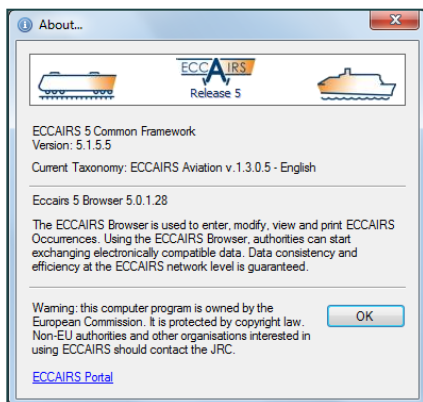 About...
ECCAIRS
Release 5
ECCAIRS 5 Common Framework
Version: 5.1.5.5
Current Taxonomy: ECCAIRS Aviation v.1.3.0.5 - English
Eccairs 5 Browser 5.0.1.28
The ECCAIRS Browser is used to enter, modify, view and print ECCAIRS
Occurrences. Using the ECCAIRS Browser, authorities can start
exchanging electronically compatible data. Data consistency and
efficiency at the ECCAIRS network level is guaranteed.
Warning: this computer program is owned by the
European Commission. It is protected by copyright law.
Non-EU authorities and other organisations interested in
using ECCAIRS should contact the JRC.
OK
ECCAIRS Portal